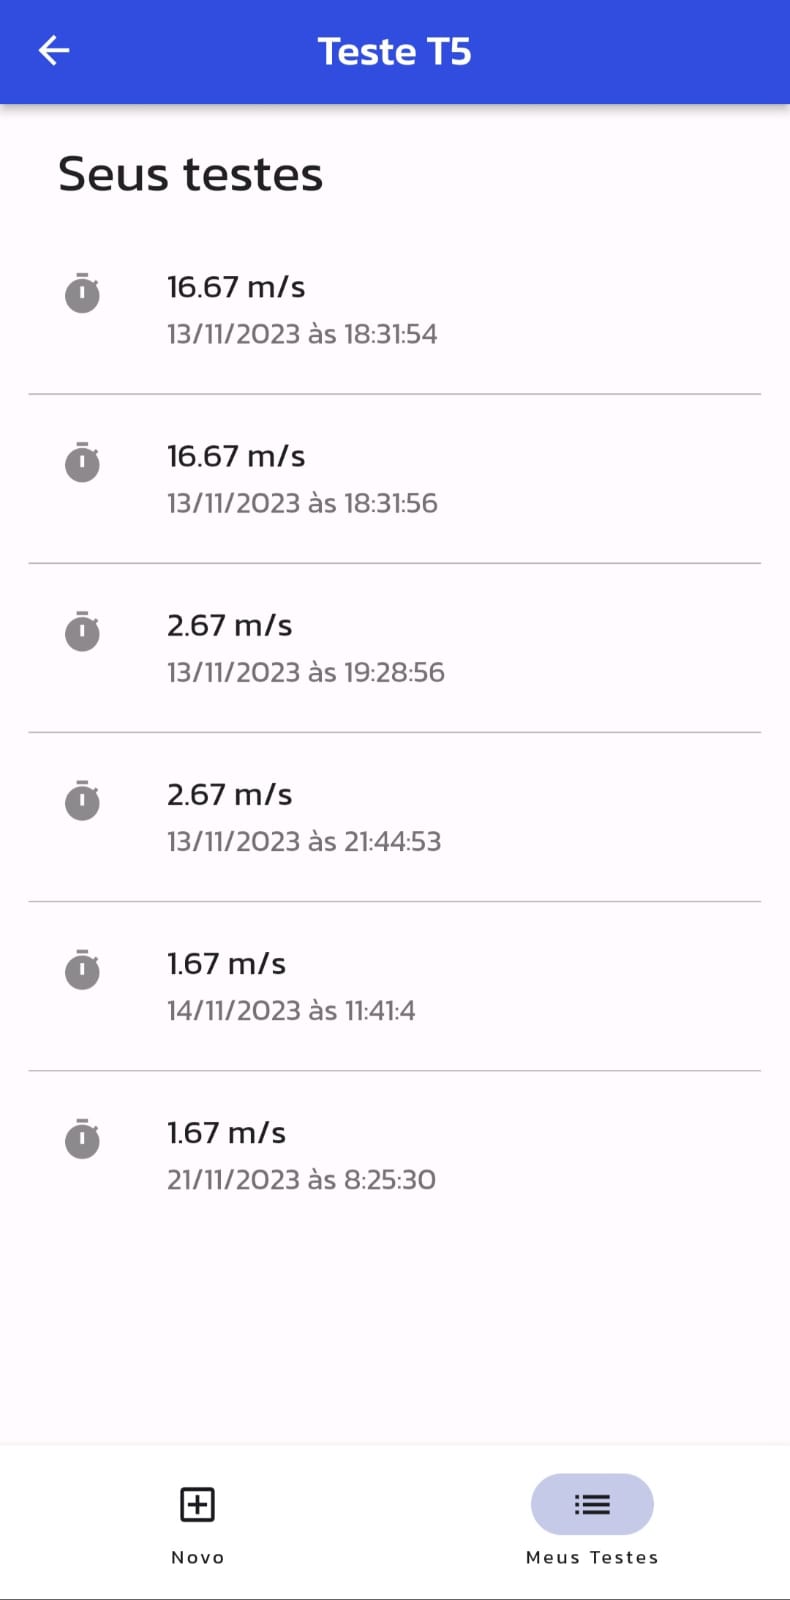 Teste T5
Seus testes
16.67 m/s
13/11/2023 às 18:31:54
16.67 m/s
13/11/2023 às 18:31:56
2.67 m/s
13/11/2023 às 19:28:56
2.67 m/s
13/11/2023 às 21:44:53
1.67 m/s
14/11/2023 às 11:41:4
1.67 m/s
21/11/2023 às 8:25:30
Novo
Meus Testes